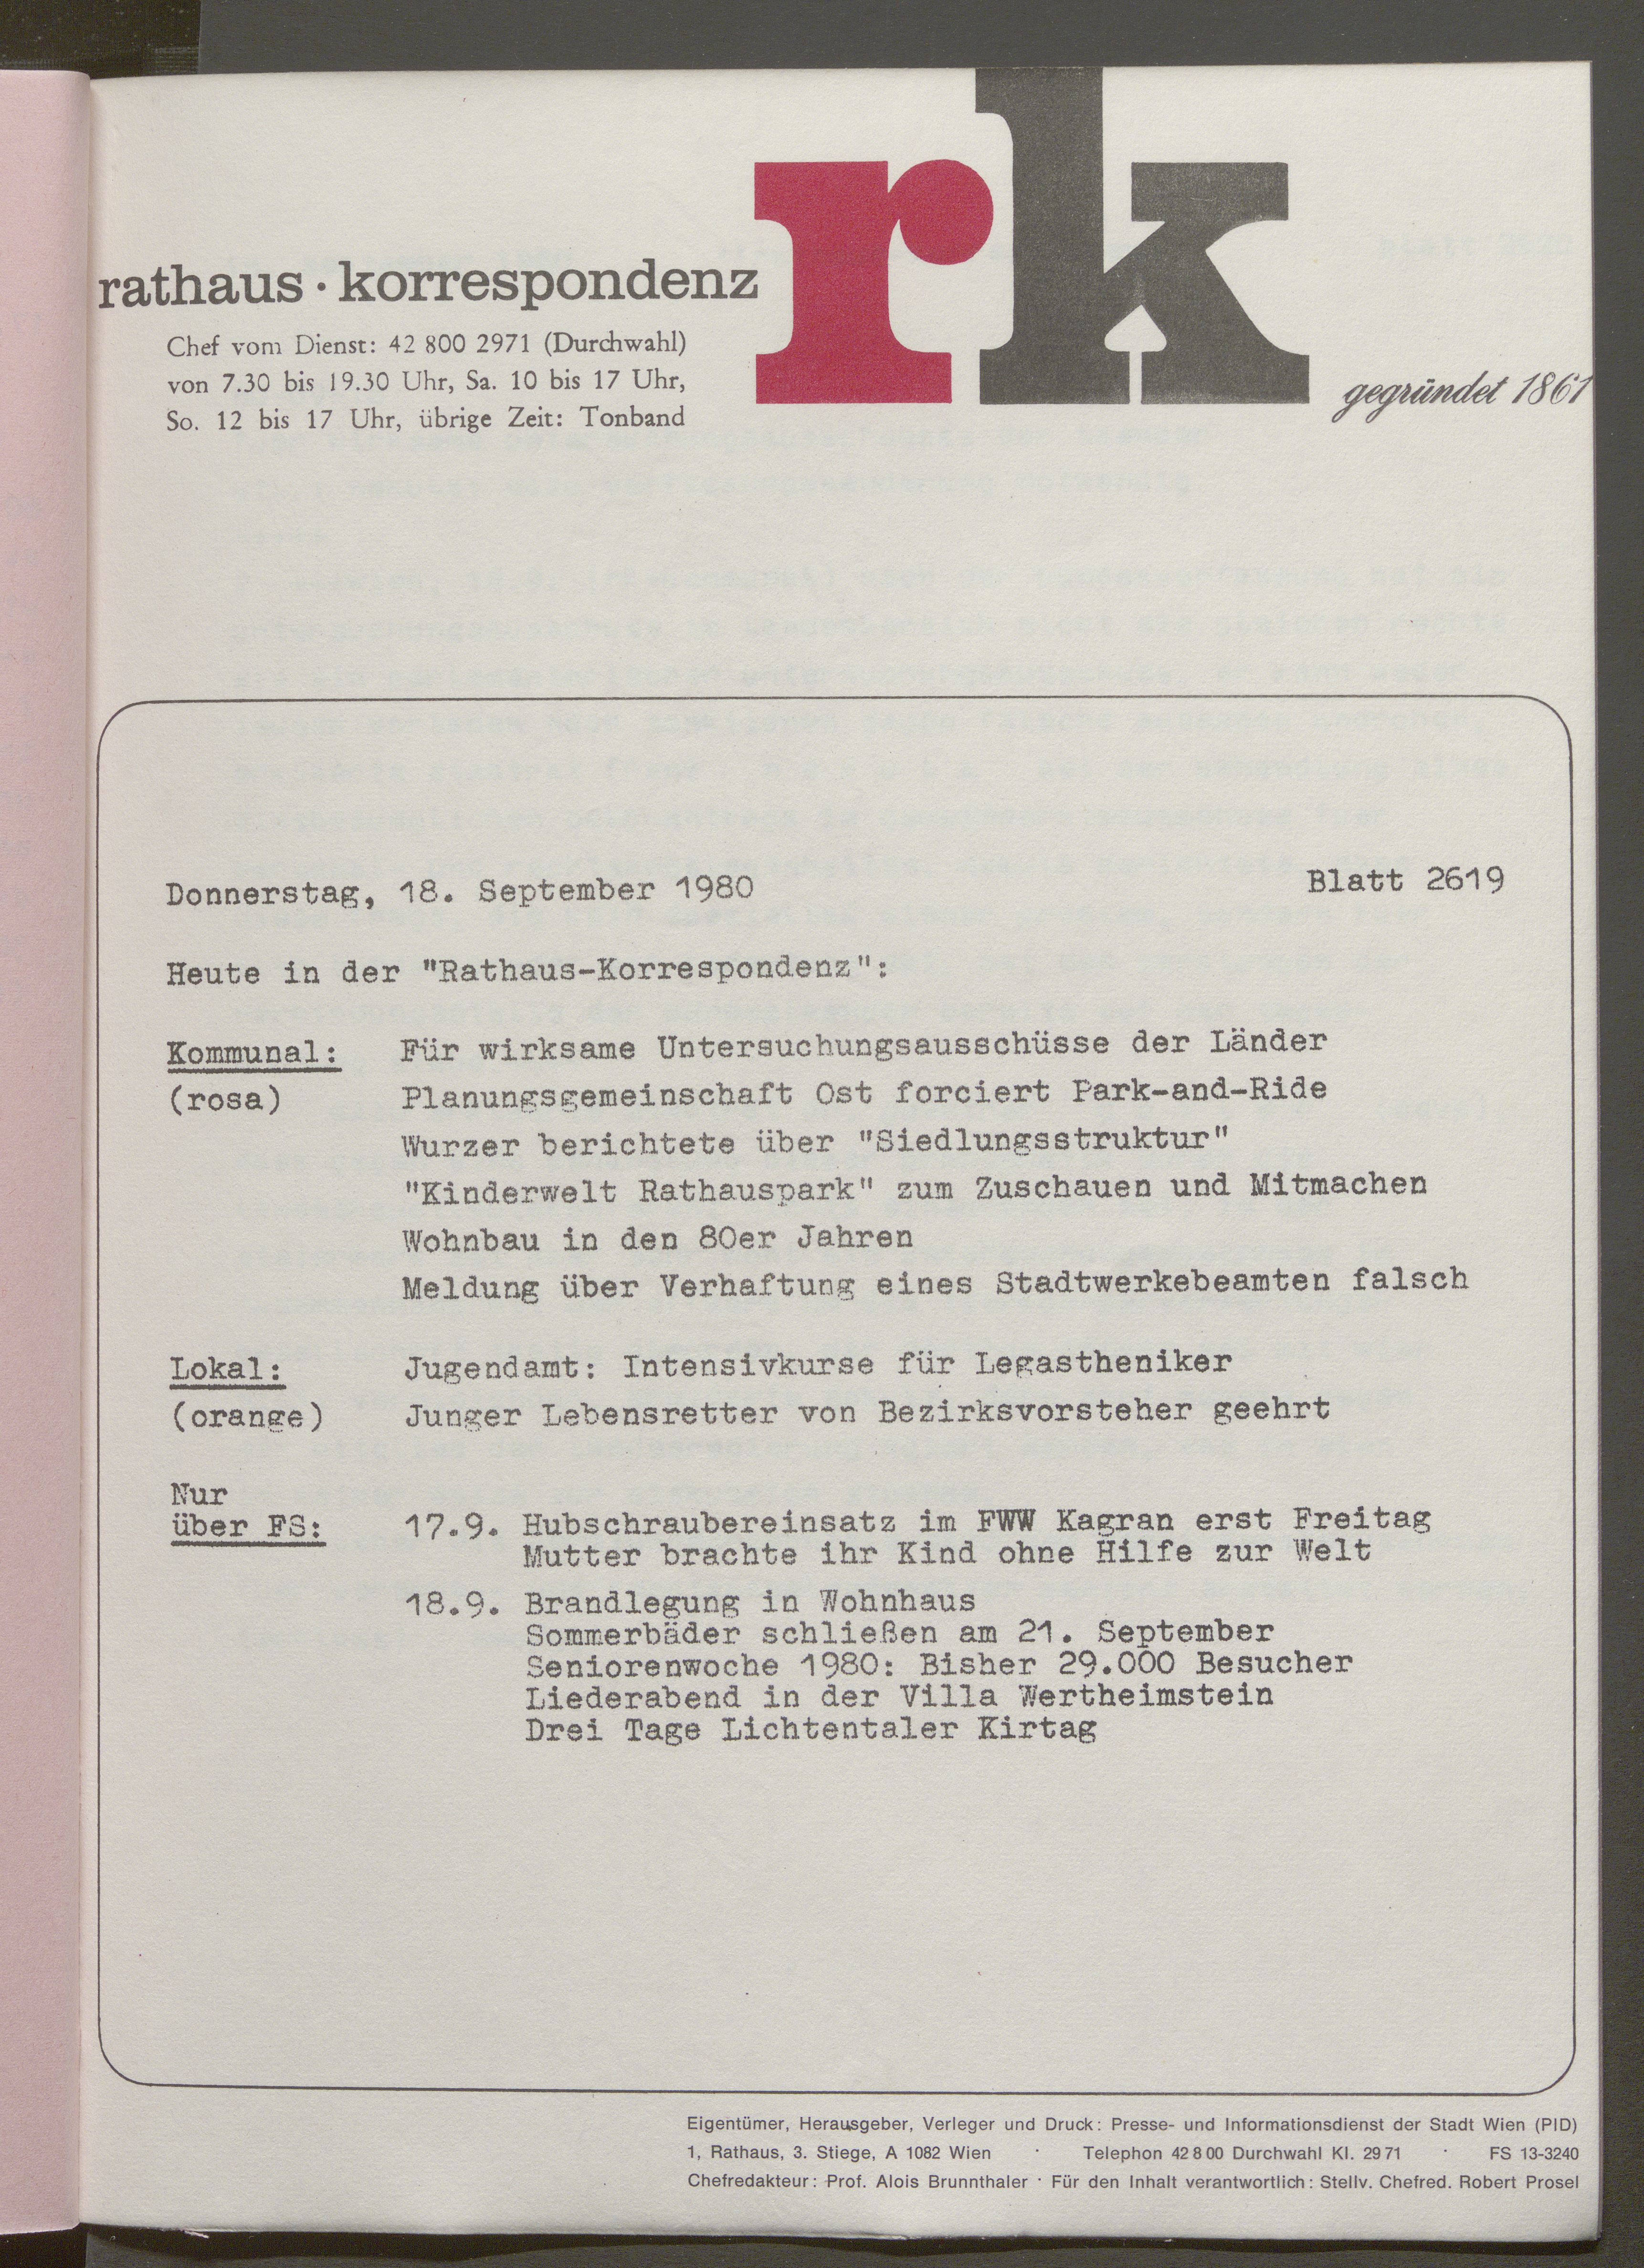 rk
rathaus · korrespondenz
Chef vom Dienst: 42 800 2971 (Durchwahl)
von 7.30 bis 19.30 Uhr, Sa. 10 bis 17 Uhr,
So. 12 bis 17 Uhr, übrige Zeit: Tonband
gegründet 1861
Donnerstag, 18. September 1980 Blatt 2619
Heute in der "Rathaus-Korrespondenz":
Kommunal: Für wirksame Untersuchungsausschüsse der Länder
(rosa) Planungsgemeinschaft Ost forciert Park-and-Ride
Wurzer berichtete über "Siedlungsstruktur"
"Kinderwelt Rathauspark" zum Zuschauen und Mitmachen
Wohnbau in den 80er Jahren
Meldung über Verhaftung eines Stadtwerkebeamten falsch
Lokal: Jugendamt: Intensivkurse für Legastheniker
(orange) Junger Lebensretter von Bezirksvorsteher geehrt
Nur
über FS: 17.9. Hubschraubereinsatz im FWW Kagran erst Freitag
Mutter brachte ihr Kind ohne Hilfe zur Welt
18.9. Brandlegung in Wohnhaus
Sommerbäder schließen am 21. September
Seniorenwoche 1980: Bisher 29.000 Besucher
Liederabend in der Villa Wertheimstein
Drei Tage Lichtentaler Kirtag
Eigentümer, Herausgeber, Verleger und Druck: Presse- und Informationsdienst der Stadt Wien (PID)
1, Rathaus, 3. Stiege, A 1082 Wien · Telephon 42 8 00 Durchwahl Kl. 29 71 · FS 13-3240
Chefredakteur: Prof. Alois Brunnthaler · Für den Inhalt verantwortlich: Stellv. Chefred. Robert Prosel